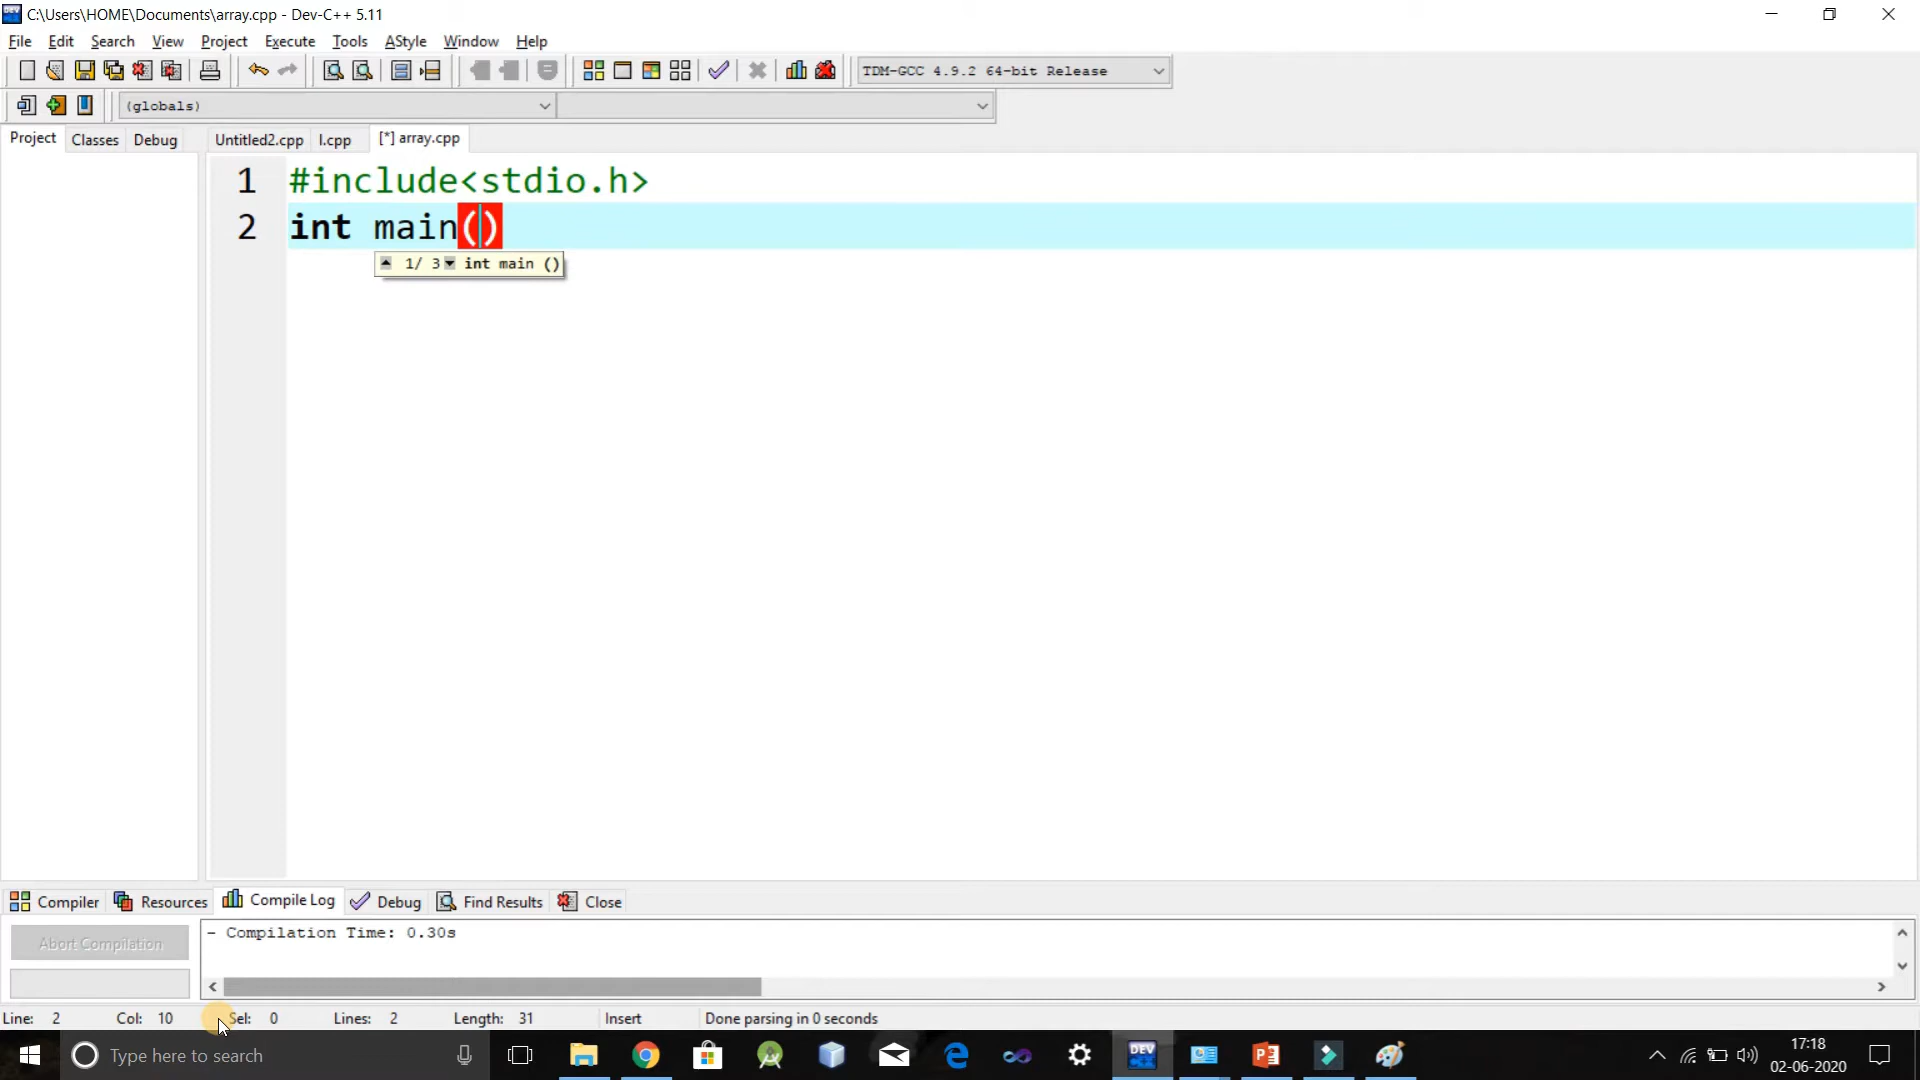 C:\Users\HOME\Documents\array.cpp - Dev-C++ 5.11
File Edit Search View Project Execute Tools AStyle Window Help
TDM-GCC 4.9.2 64-bit Release
(globals)
Project Classes Debug Untitled2.cpp l.cpp [*] array.cpp
1 #include<stdio.h>
2 int main()
1/ 3 int main ()
Compiler Resources Compile Log Debug Find Results Close
Abort Compilation
- Compilation Time: 0.30s
Line: 2 Col: 10 Sel: 0 Lines: 2 Length: 31 Insert Done parsing in 0 seconds
Type here to search
DEV
17:18
02-06-2020